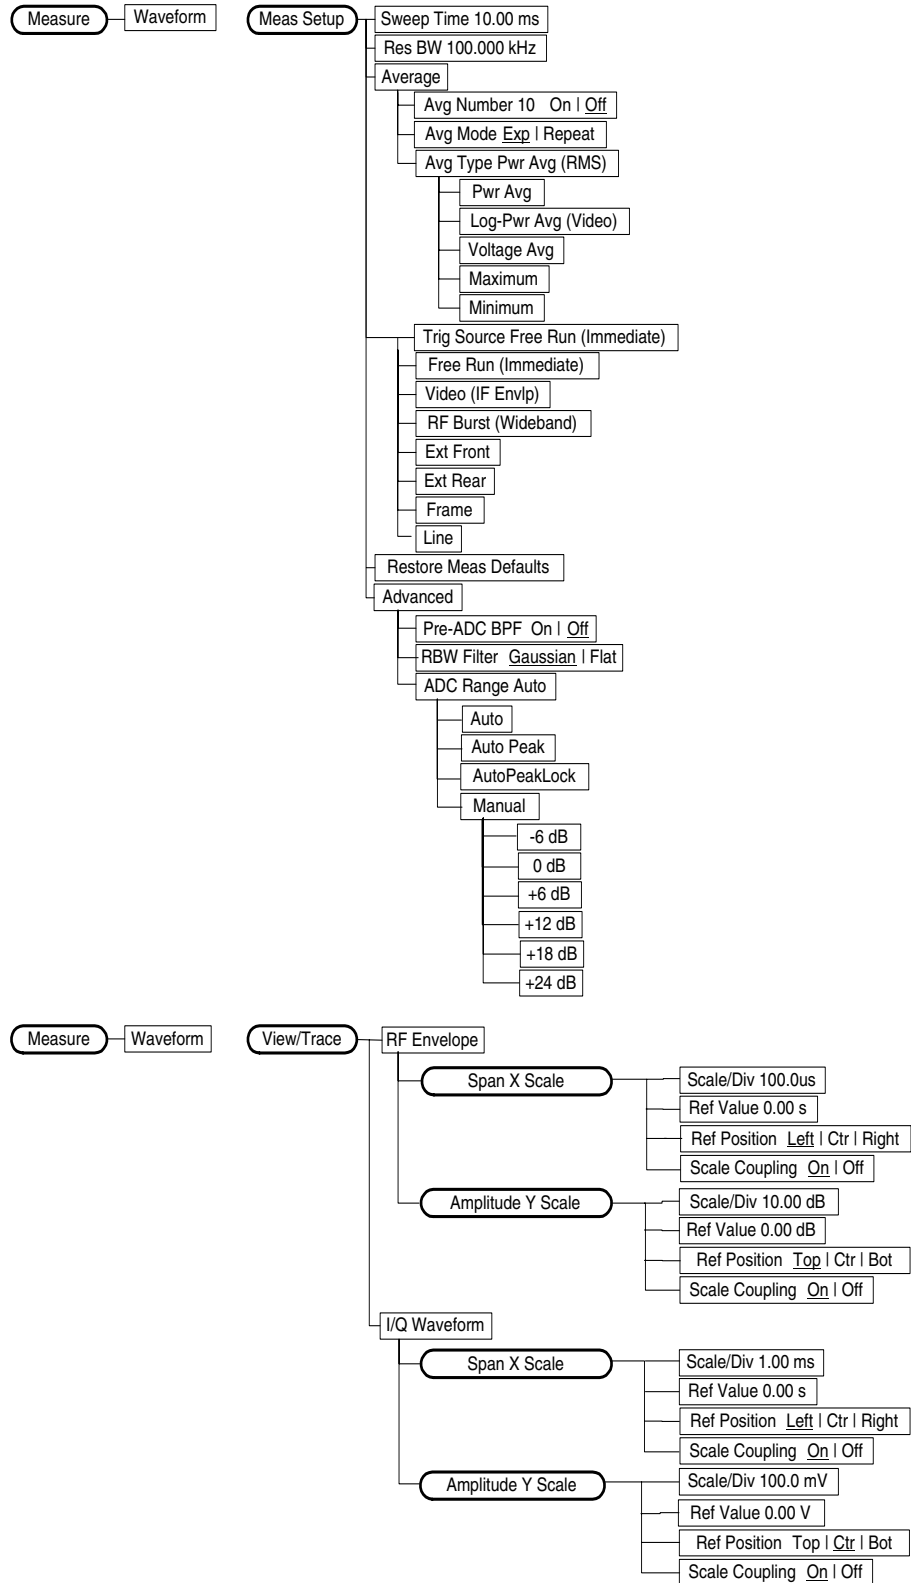 Measure
Waveform
Meas Setup
Sweep Time 10.00 ms
Res BW 100.000 kHz
Average
Avg Number 10 On | Off
Avg Mode Exp | Repeat
Avg Type Pwr Avg (RMS)
Pwr Avg
Log-Pwr Avg (Video)
Voltage Avg
Maximum
Minimum
Trig Source Free Run (Immediate)
Free Run (Immediate)
Video (IF Envlp)
RF Burst (Wideband)
Ext Front
Ext Rear
Frame
Line
Restore Meas Defaults
Advanced
Pre-ADC BPF On | Off
RBW Filter Gaussian | Flat
ADC Range Auto
Auto
Auto Peak
AutoPeakLock
Manual
-6 dB
0 dB
+6 dB
+12 dB
+18 dB
+24 dB
Measure
Waveform
View/Trace
RF Envelope
Span X Scale
Scale/Div 100.0us
Ref Value 0.00 s
Ref Position Left | Ctr | Right
Scale Coupling On | Off
Amplitude Y Scale
Scale/Div 10.00 dB
Ref Value 0.00 dB
Ref Position Top | Ctr | Bot
Scale Coupling On | Off
I/Q Waveform
Span X Scale
Scale/Div 1.00 ms
Ref Value 0.00 s
Ref Position Left | Ctr | Right
Scale Coupling On | Off
Amplitude Y Scale
Scale/Div 100.0 mV
Ref Value 0.00 V
Ref Position Top | Ctr | Bot
Scale Coupling On | Off